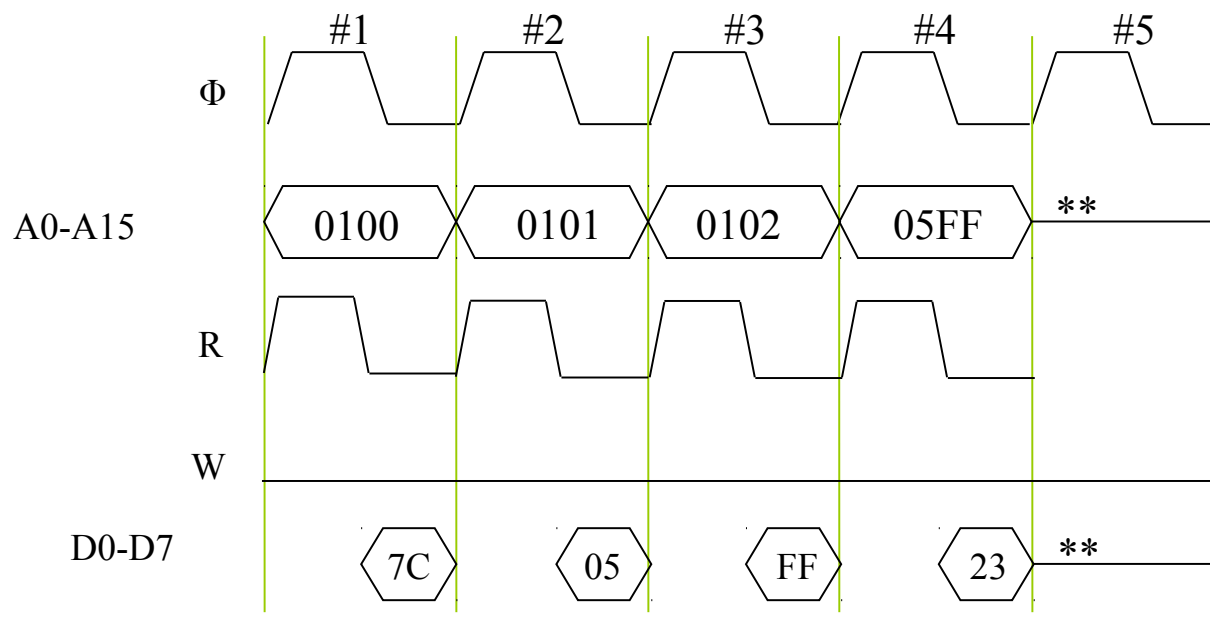 #1 #2 #3 #4 #5
Φ
A0-A15 0100 0101 0102 05FF **
R
W
D0-D7 7C 05 FF 23 **